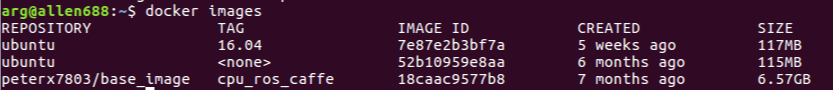 arg@allen688:~$ docker images
REPOSITORY TAG IMAGE ID CREATED SIZE
ubuntu 16.04 7e87e2b3bf7a 5 weeks ago 117MB
ubuntu <none> 52b10959e8aa 6 months ago 115MB
peterx7803/base_image cpu_ros_caffe 18caac9577b8 7 months ago 6.57GB